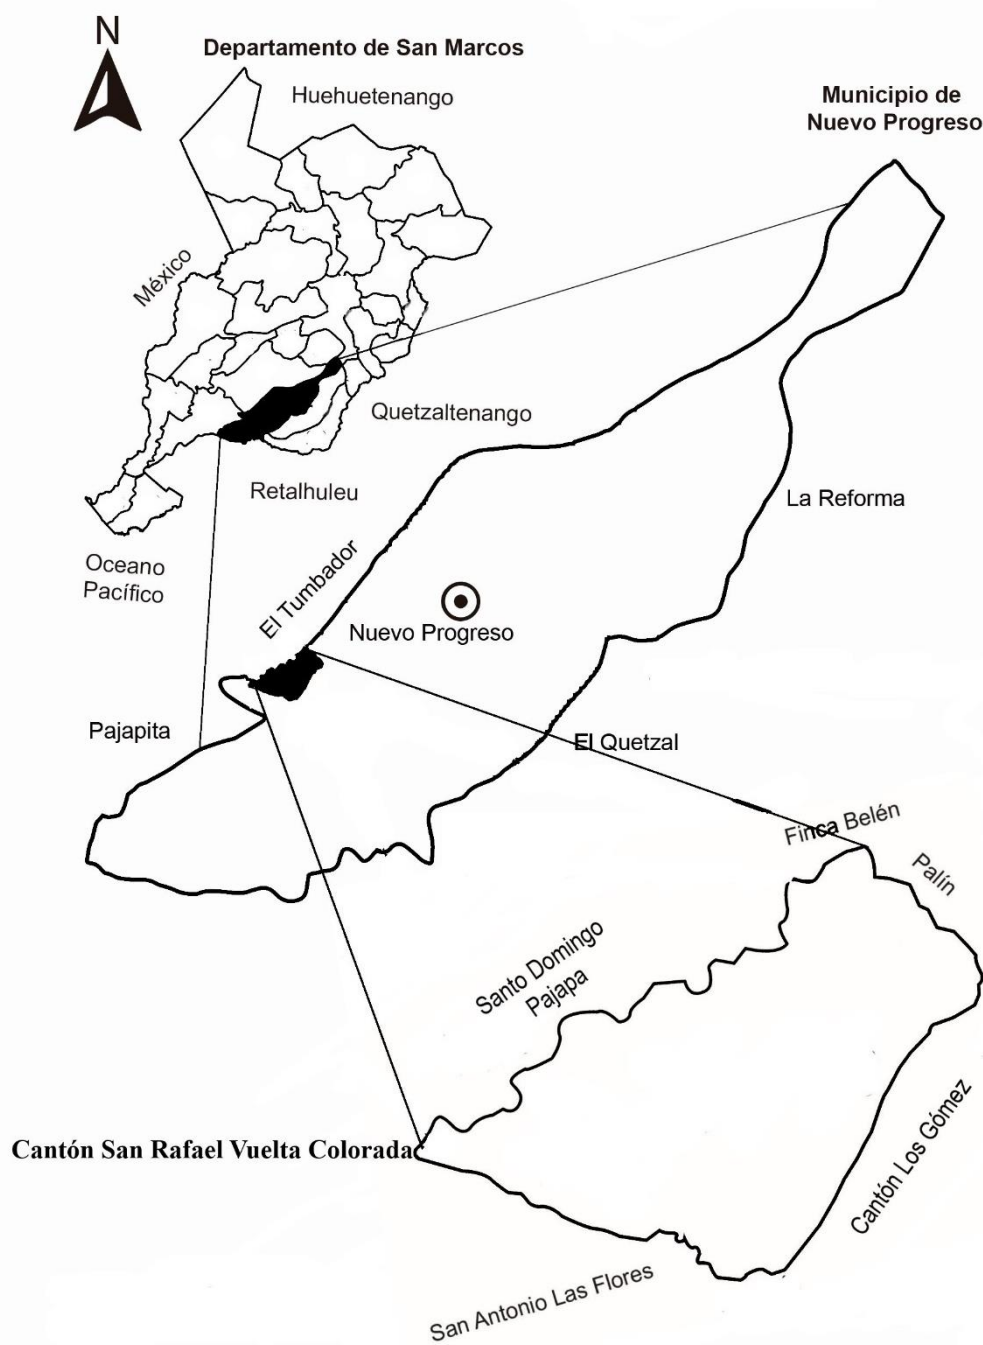 N
Departamento de San Marcos
Huehuetenango
Municipio de
Nuevo Progreso
México
Quetzaltenango
Retalhuleu
La Reforma
Oceano
Pacífico
El Tumbador
Nuevo Progreso
Pajapita
El Quetzal
Finca Belén
Palín
Santo Domingo
Pajapa
Cantón San Rafael Vuelta Colorada
Cantón Los Gómez
San Antonio Las Flores